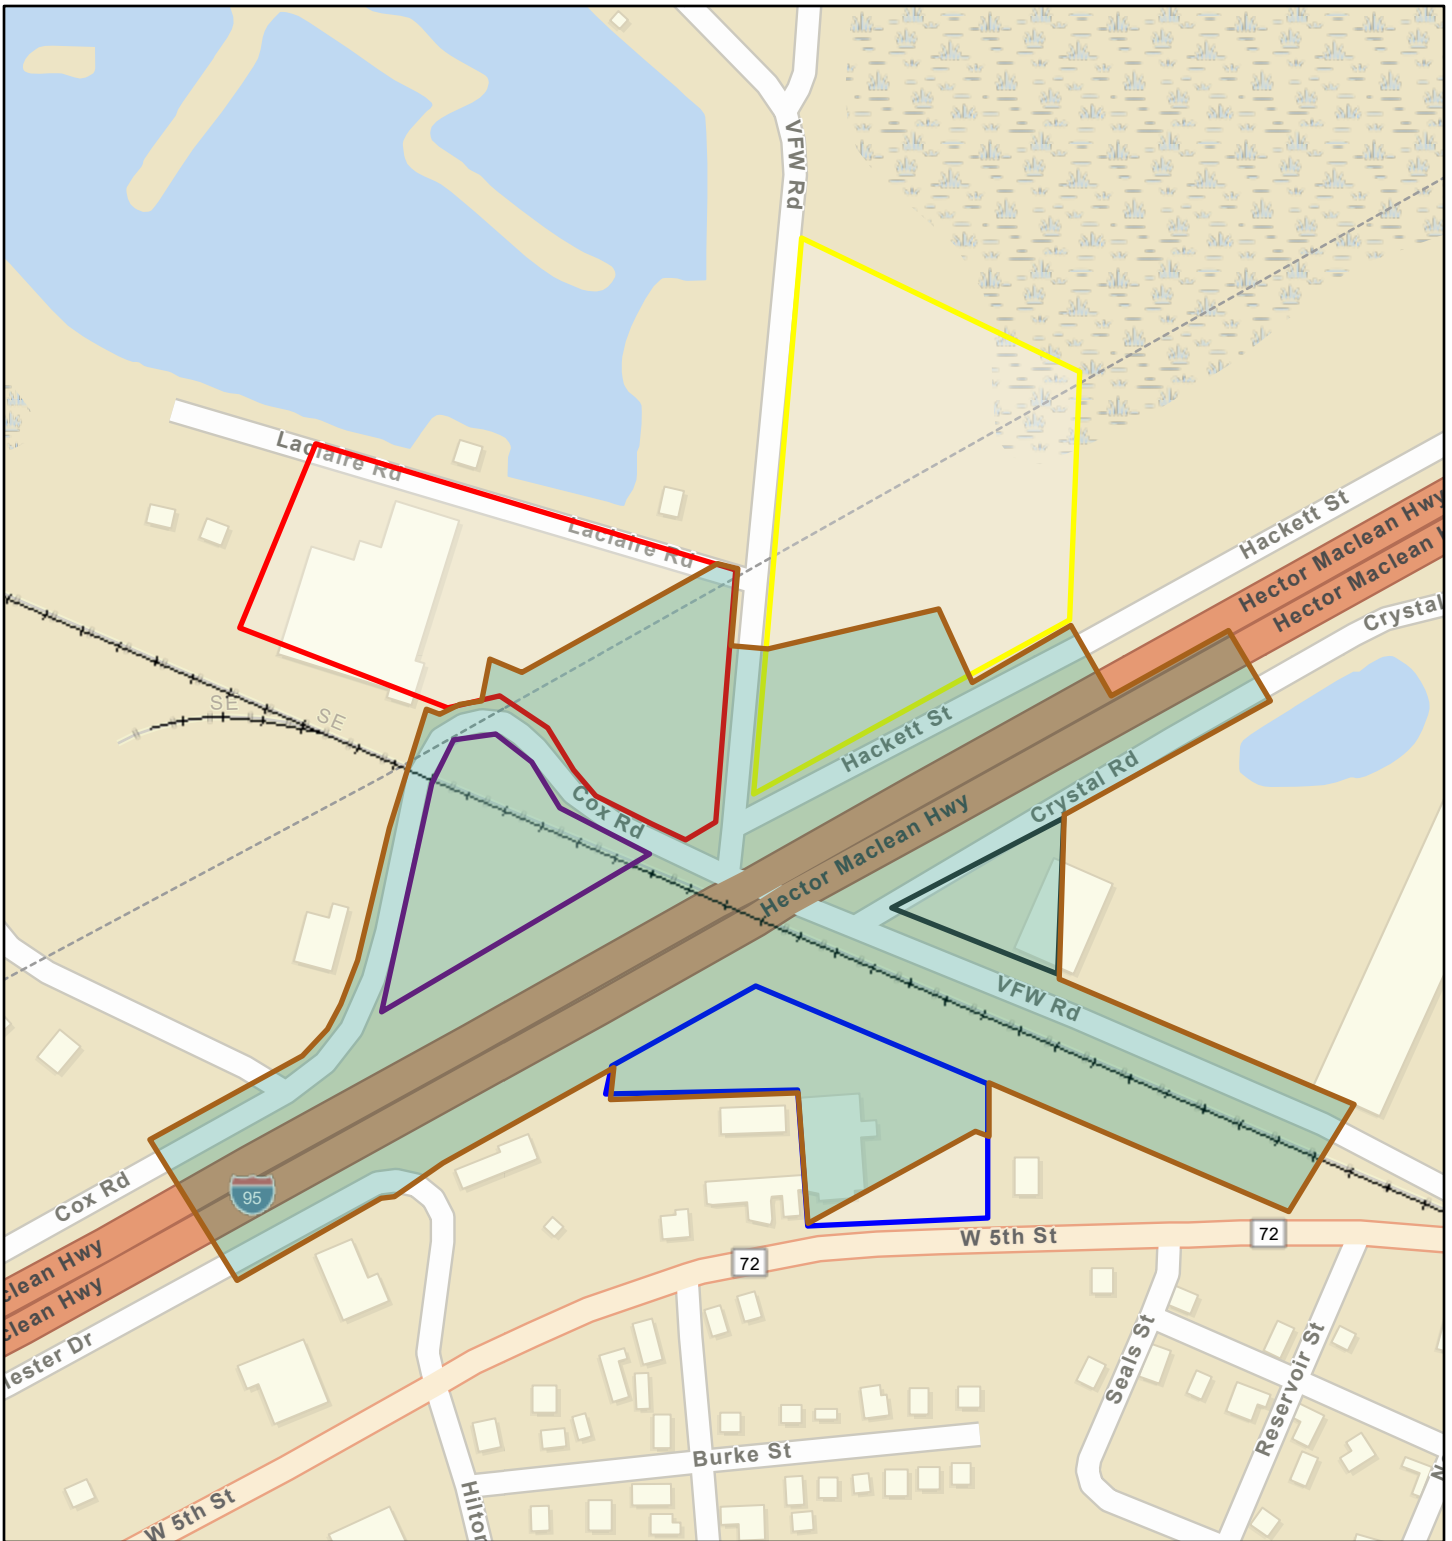 VFW Rd
Laclaire Rd
Laclaire Rd
Hackett St
Hector Maclean Hwy
Hector Maclean H
Crystal
SE
SE
Hackett St
Crystal Rd
Cox Rd
Hector Maclean Hwy
VFW Rd
Cox Rd
95
clean Hwy
clean Hwy
lester Dr
W 5th St
72
72
Seals St
Reservoir St
Burke St
W 5th St
Hilton
N